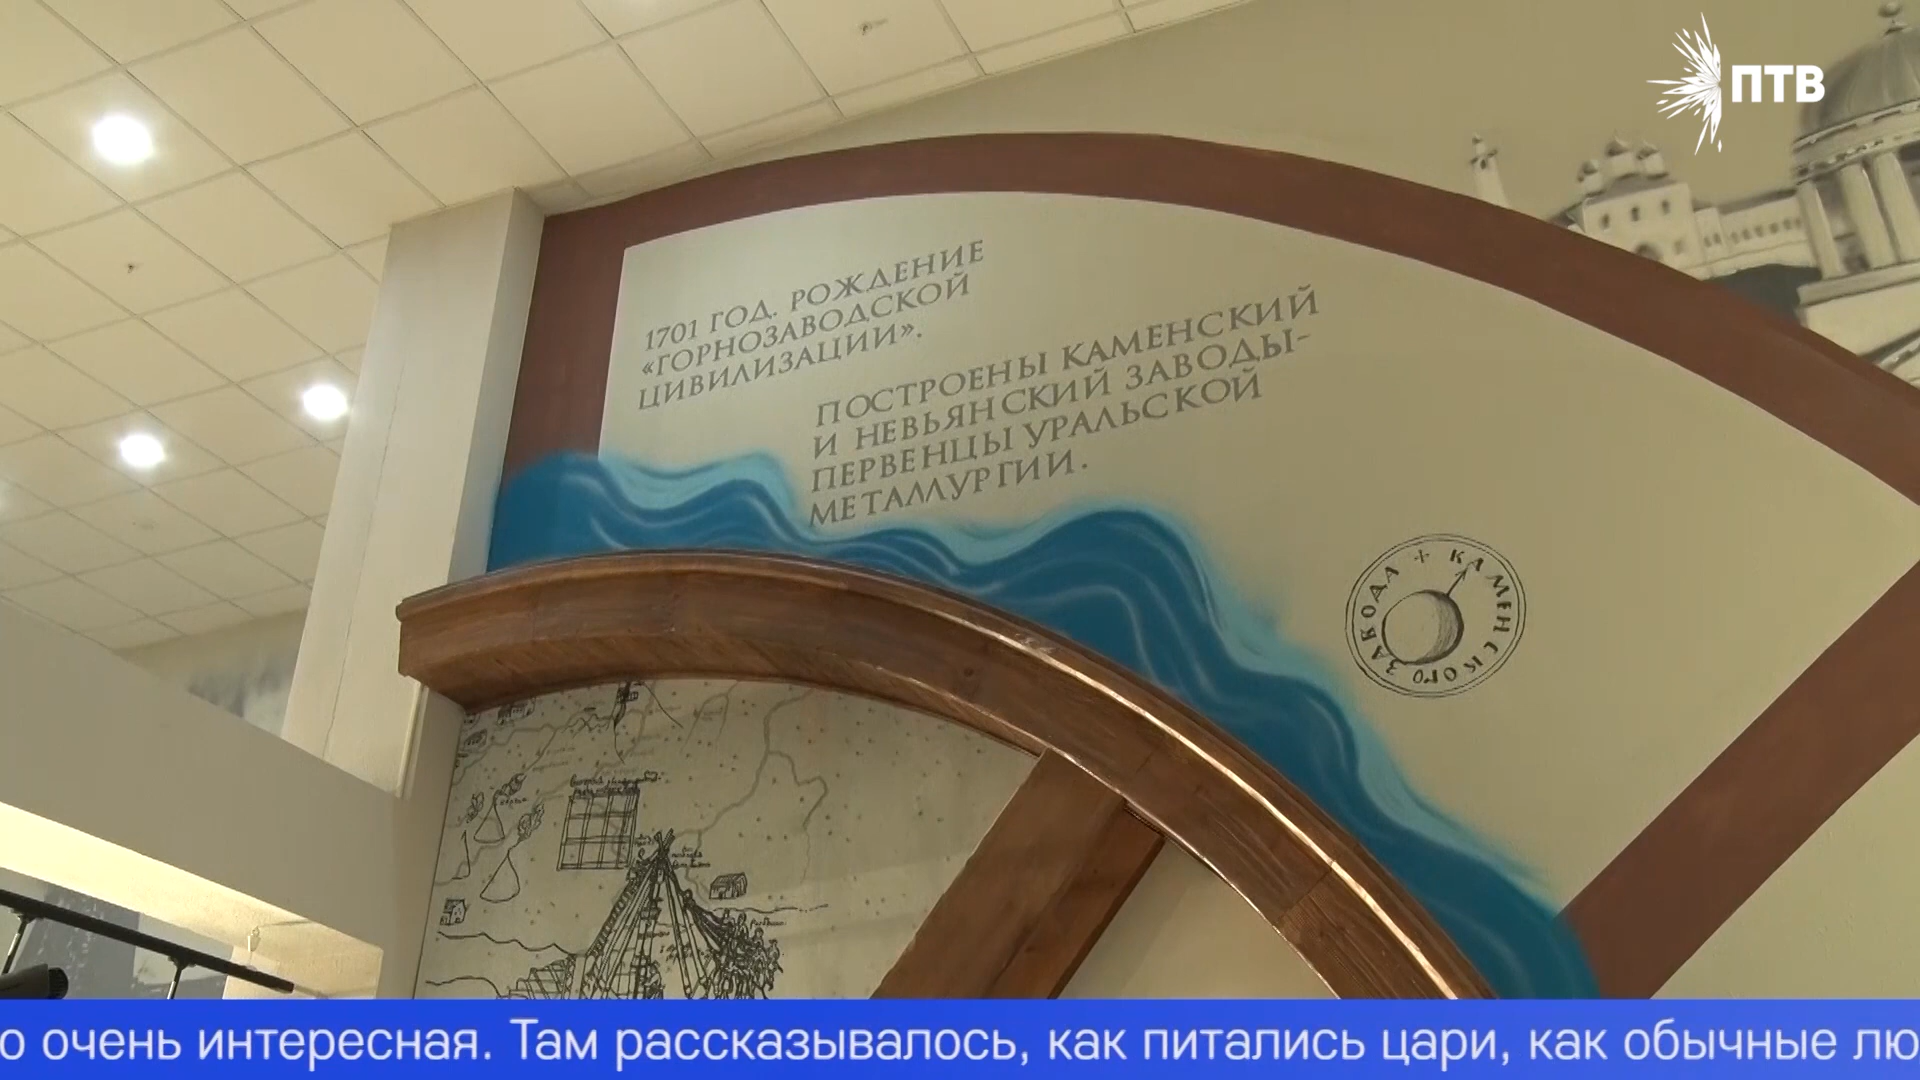 ПТВ
1701 ГОД. РОЖДЕНИЕ
«ГОРНОЗАВОДСКОЙ
ЦИВИЛИЗАЦИИ».
ПОСТРОЕНЫ КАМЕНСКИЙ
И НЕВЬЯНСКИЙ ЗАВОДЫ-
ПЕРВЕНЦЫ УРАЛЬСКОЙ
МЕТАЛЛУРГИИ.
+ КАМЕНСКОГО ЗАВОДА
о очень интересная. Там рассказывалось, как питались цари, как обычные лю